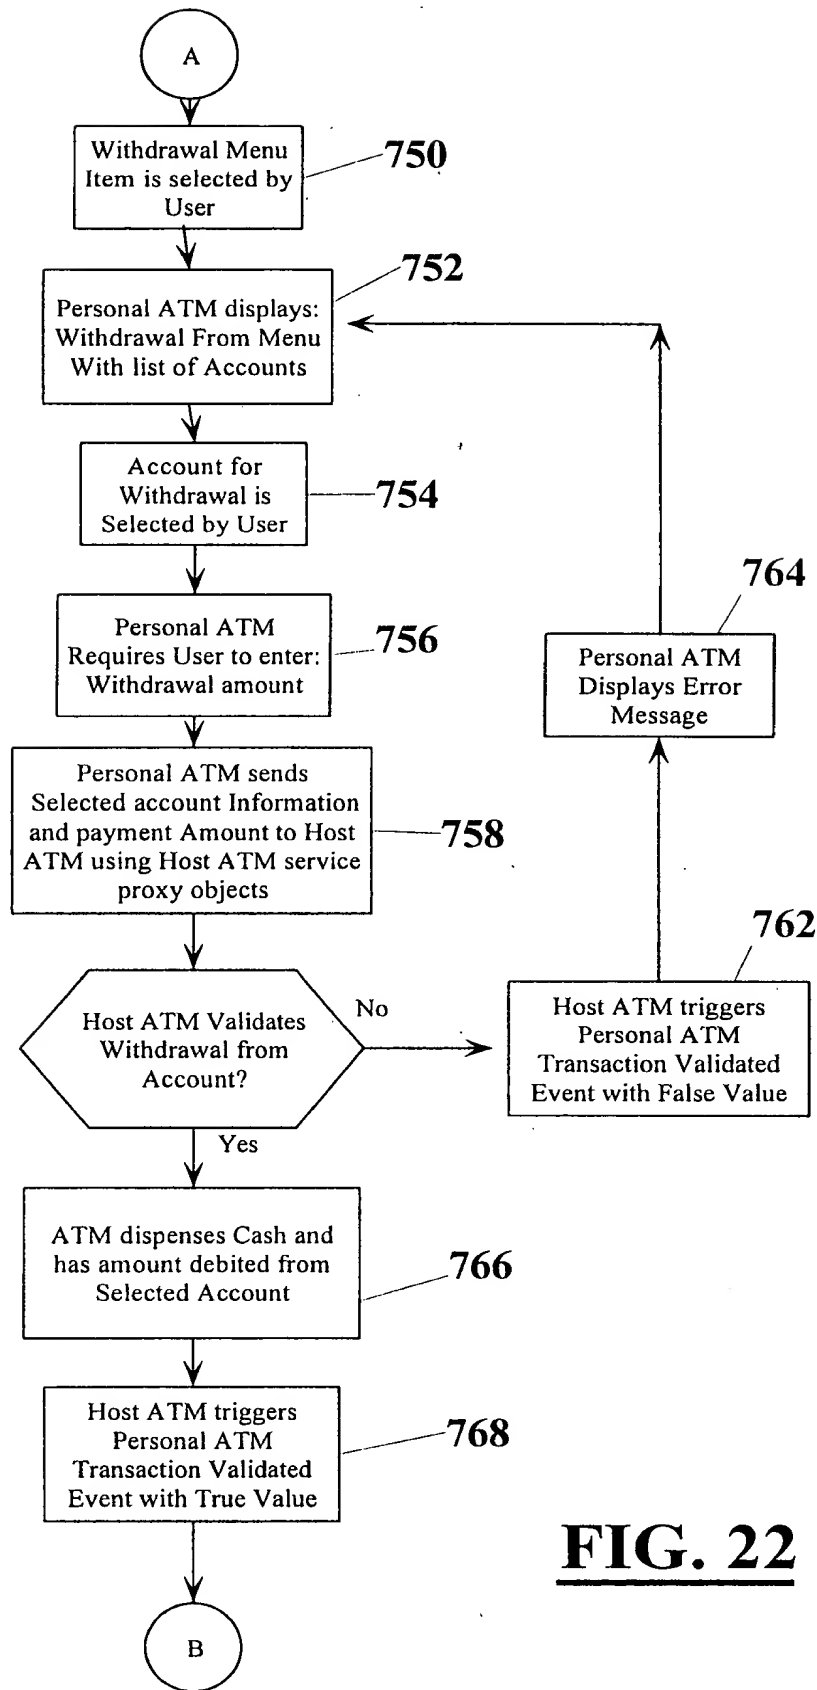 A
Withdrawal Menu
Item is selected by
User
750
Personal ATM displays:
Withdrawal From Menu
With list of Accounts
752
Account for
Withdrawal is
Selected by User
754
Personal ATM
Requires User to enter:
Withdrawal amount
756
764
Personal ATM
Displays Error
Message
Personal ATM sends
Selected account Information
and payment Amount to Host
ATM using Host ATM service
proxy objects
758
Host ATM Validates
Withdrawal from
Account?
No
Yes
762
Host ATM triggers
Personal ATM
Transaction Validated
Event with False Value
ATM dispenses Cash and
has amount debited from
Selected Account
766
Host ATM triggers
Personal ATM
Transaction Validated
Event with True Value
768
B
FIG. 22